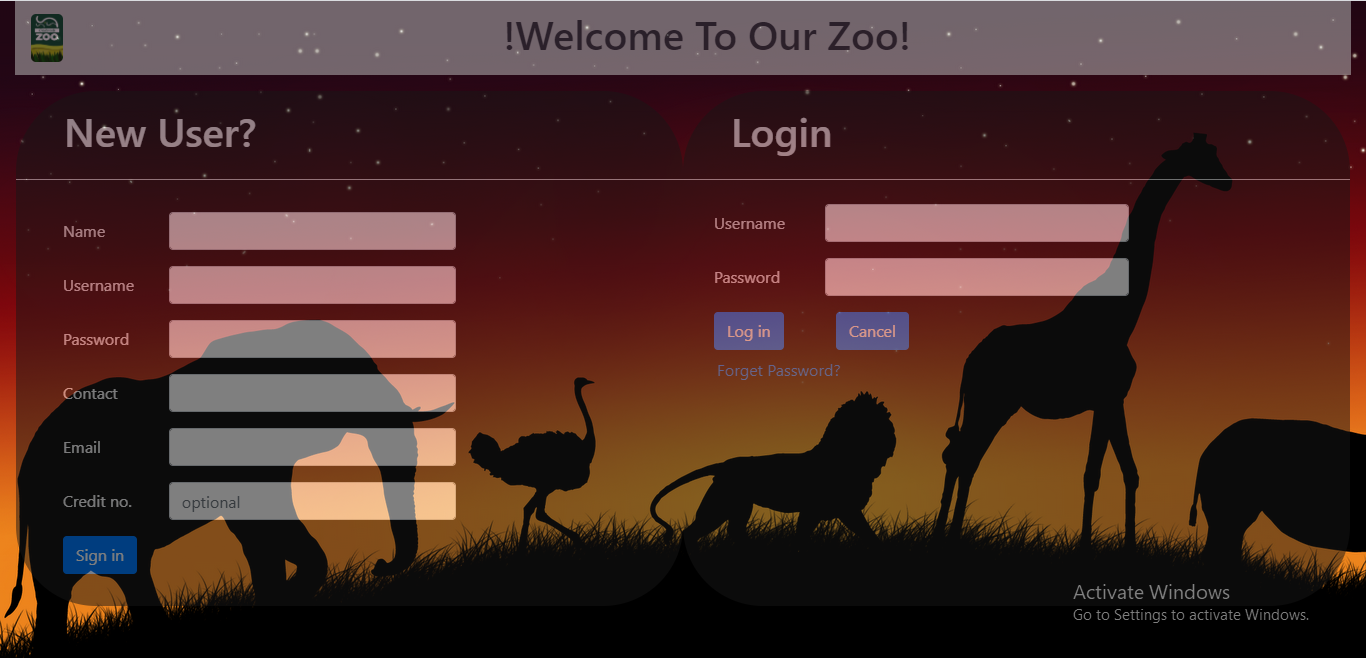 ZOO
!Welcome To Our Zoo!
New User?
Name
Username
Password
Contact
Email
Credit no.
optional
Sign in
Login
Username
Password
Log in
Cancel
Forget Password?
Activate Windows
Go to Settings to activate Windows.